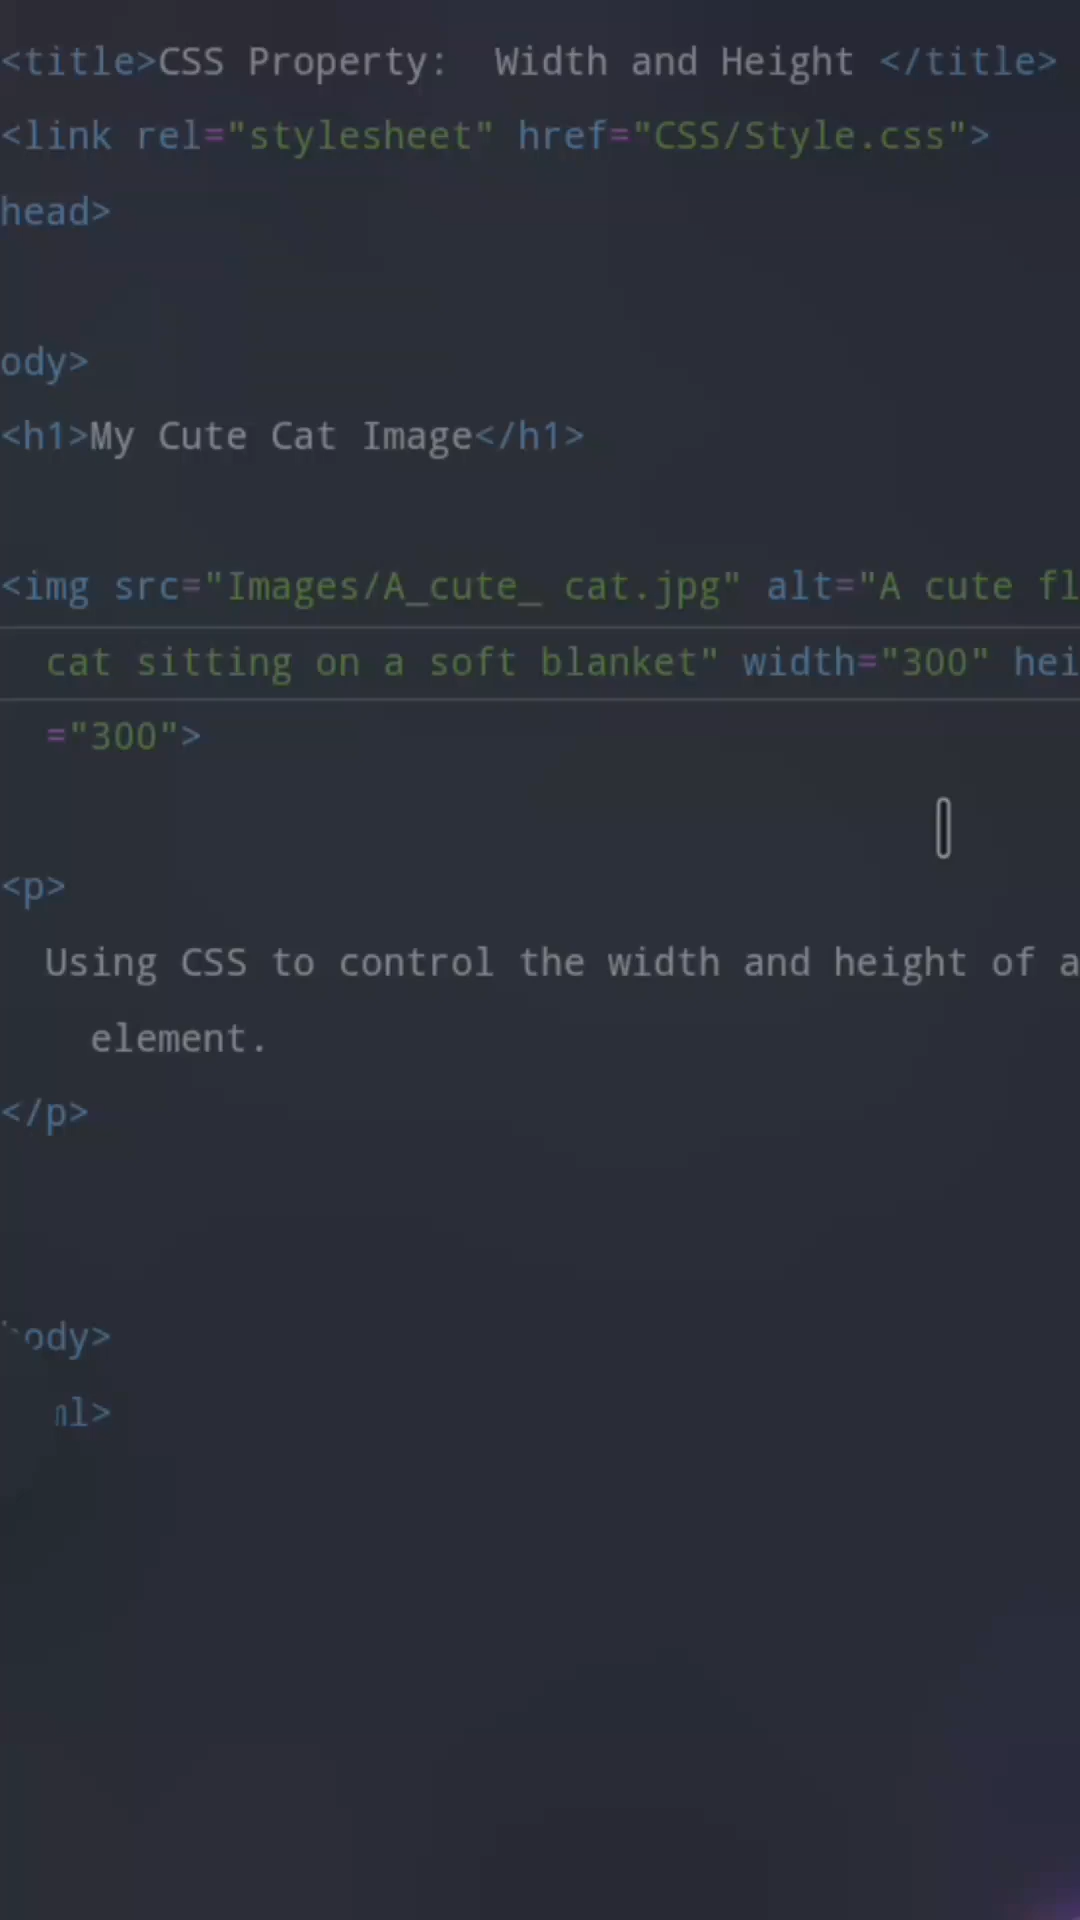 <title>CSS Property:  Width and Height </title>
<link rel="stylesheet" href="CSS/Style.css">
head>
ody>
<h1>My Cute Cat Image</h1>
<img src="Images/A_cute_ cat.jpg" alt="A cute fl
cat sitting on a soft blanket" width="300" hei
="300">
<p>
Using CSS to control the width and height of a
element.
</p>
ody>
ml>